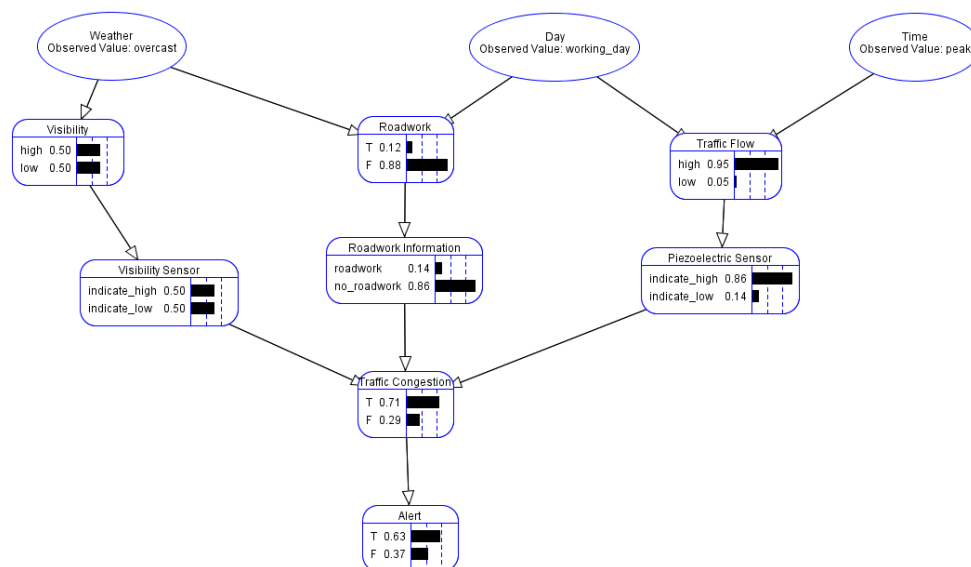 Weather
Observed Value: overcast
Day
Observed Value: working_day
Time
Observed Value: peak
Visibility
high 0.50
low 0.50
Roadwork
T 0.12
F 0.88
Traffic Flow
high 0.95
low 0.05
Visibility Sensor
indicate_high 0.50
indicate_low 0.50
Roadwork Information
roadwork 0.14
no_roadwork 0.86
Piezoelectric Sensor
indicate_high 0.86
indicate_low 0.14
Traffic Congestion
T 0.71
F 0.29
Alert
T 0.63
F 0.37